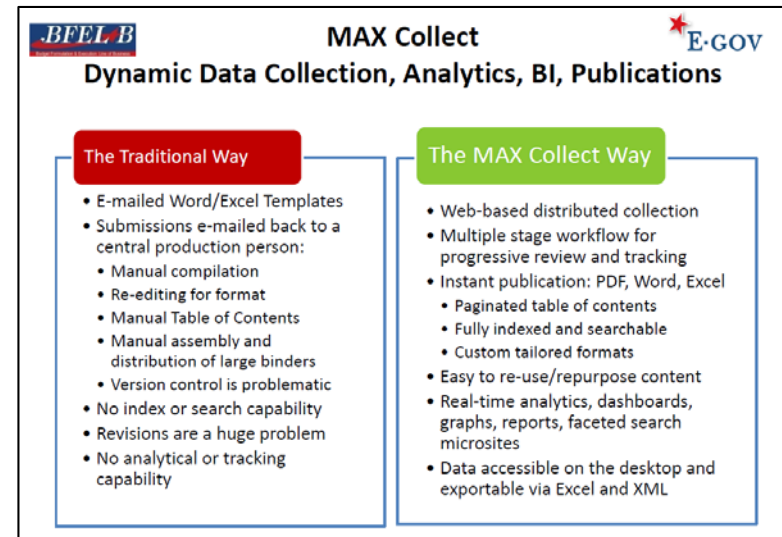 BFELoB
MAX Collect
E-GOV
Dynamic Data Collection, Analytics, BI, Publications
The Traditional Way
• E-mailed Word/Excel Templates
• Submissions e-mailed back to a
central production person:
• Manual compilation
• Re-editing for format
• Manual Table of Contents
• Manual assembly and
distribution of large binders
• Version control is problematic
• No index or search capability
• Revisions are a huge problem
• No analytical or tracking
capability
The MAX Collect Way
• Web-based distributed collection
• Multiple stage workflow for
progressive review and tracking
• Instant publication: PDF, Word, Excel
• Paginated table of contents
• Fully indexed and searchable
• Custom tailored formats
• Easy to re-use/repurpose content
• Real-time analytics, dashboards,
graphs, reports, faceted search
microsites
• Data accessible on the desktop and
exportable via Excel and XML